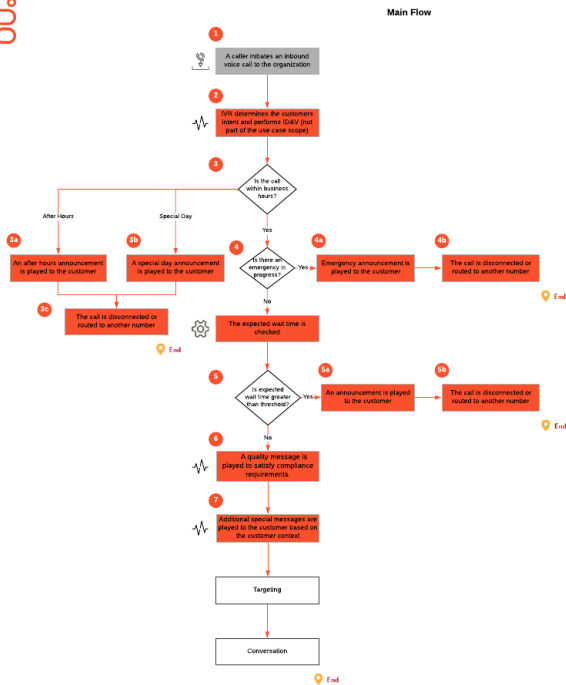 Main Flow
1
A caller initiates an inbound
voice call to the organization
2
IVR determines the customers
intent and performs ID&V (not
part of the use case scope)
3
Is the call
within business
hours?
After Hours
Special Day
Yes
3a
An after hours announcement
is played to the customer
3b
A special day announcement
is played to the customer
4
Is there an
emergency in
progress?
Yes
4a
Emergency announcement is
played to the customer
4b
The call is disconnected or
routed to another number
End
No
3c
The call is disconnected or
routed to another number
End
The expected wait time is
checked
5
Is expected
wait time greater
than threshold?
Yes
5a
An announcement is played
to the customer
5b
The call is disconnected or
routed to another number
End
No
6
A quality message is
played to satisfy compliance
requirements.
7
Additional special messages are
played to the customer based on
the customer context
Targeting
Conversation
End